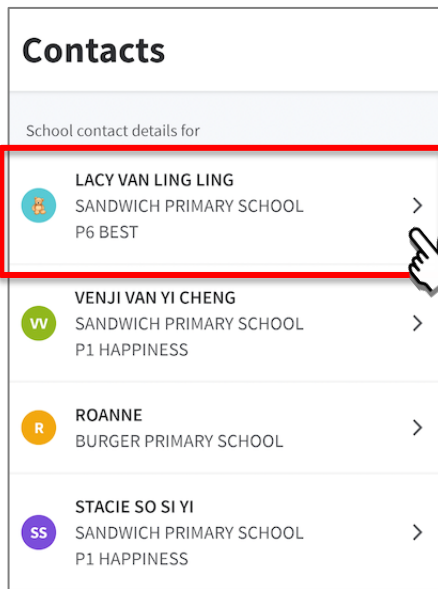 Contacts
School contact details for
LACY VAN LING LING
SANDWICH PRIMARY SCHOOL
P6 BEST
VENJI VAN YI CHENG
VV
SANDWICH PRIMARY SCHOOL
P1 HAPPINESS
ROANNE
R
BURGER PRIMARY SCHOOL
STACIE SO SI YI
SS
SANDWICH PRIMARY SCHOOL
P1 HAPPINESS